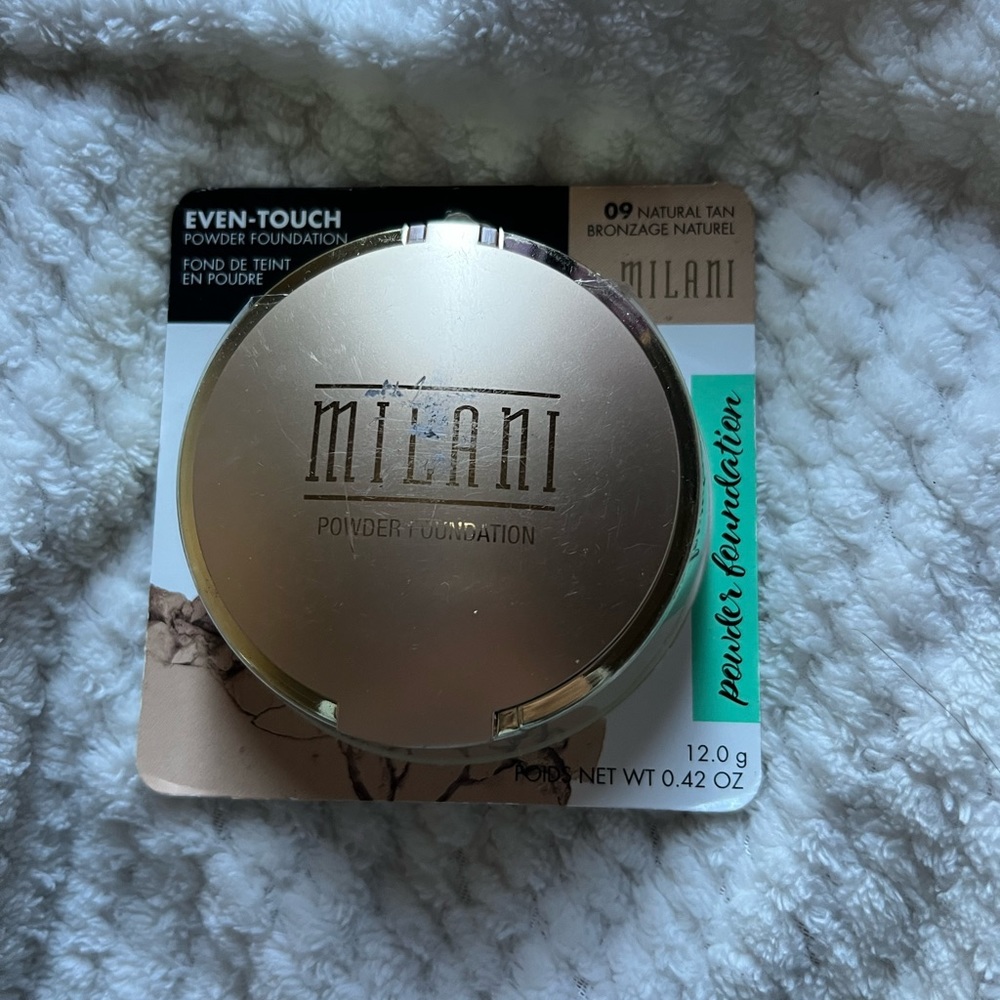 EVEN-TOUCH
POWDER FOUNDATION
FOND DE TEINT
EN POUDRE
09 NATURAL TAN
BRONZAGE NATUREL
MILANI
MILANI
POWDER FOUNDATION
powder foundation
12.0 g
POIDS NET WT 0.42 OZ